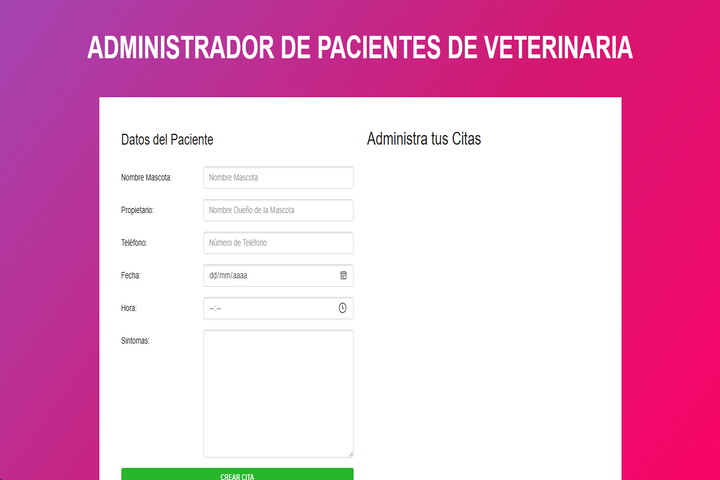 ADMINISTRADOR DE PACIENTES DE VETERINARIA
Datos del Paciente
Nombre Mascota:
Nombre Mascota
Propietario:
Nombre Dueño de la Mascota
Teléfono:
Número de Teléfono
Fecha:
dd/mm/aaaa
Hora:
--:--
Sintomas:
CREAR CITA
Administra tus Citas